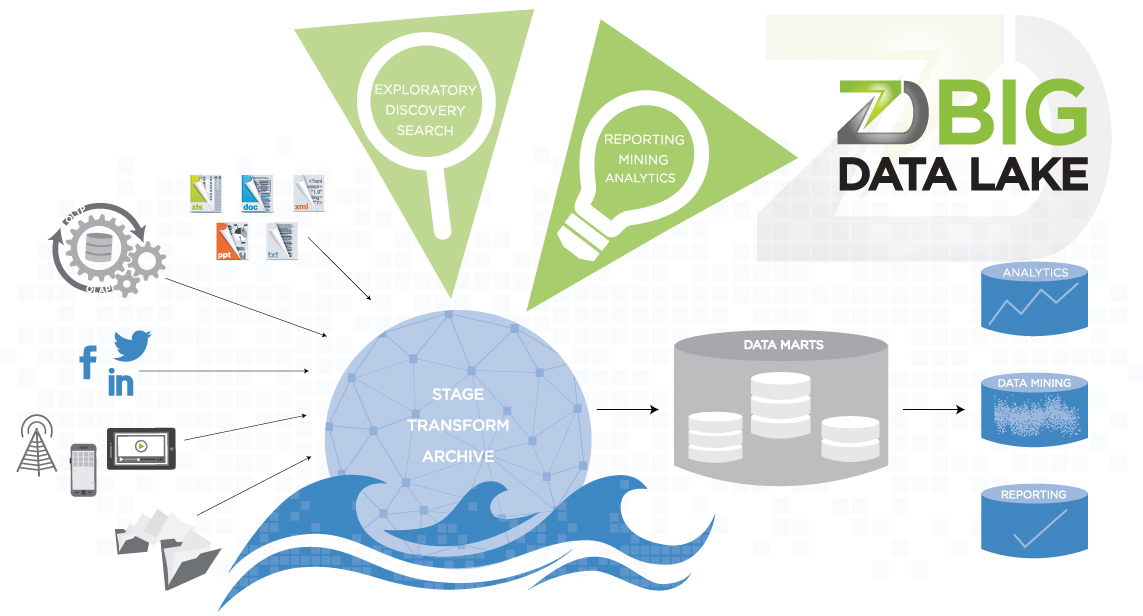 EXPLORATORY
DISCOVERY
SEARCH
REPORTING
MINING
ANALYTICS
BIG
DATA LAKE
xls
doc
xml
ppt
txt
OLTP
OLAP
ANALYTICS
DATA MARTS
DATA MINING
STAGE
TRANSFORM
ARCHIVE
REPORTING